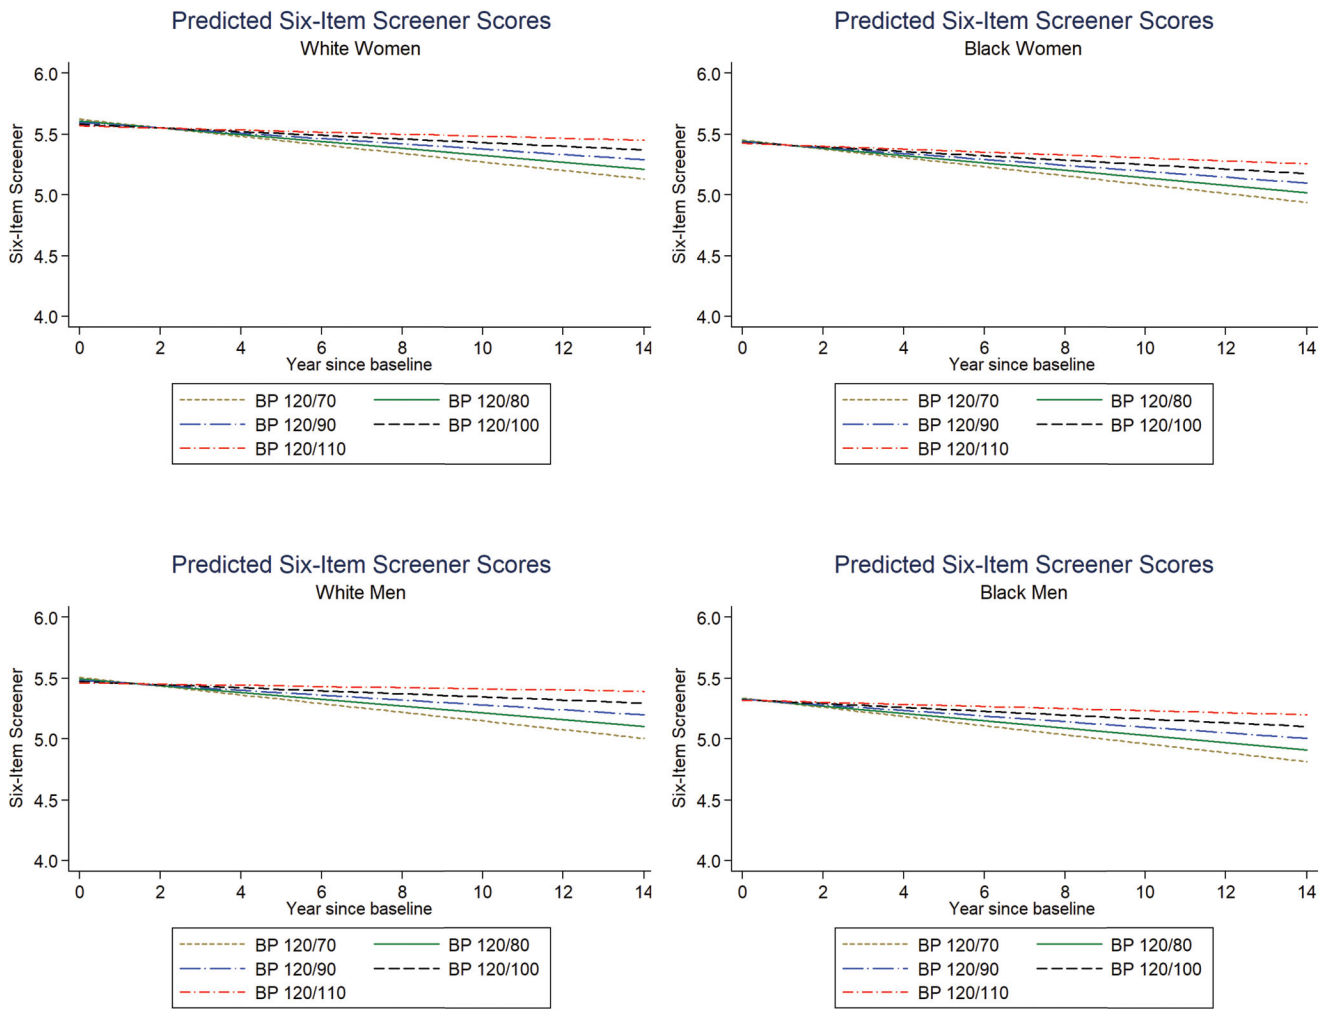 Predicted Six-Item Screener Scores
White Women
Six-Item Screener
6.0
5.5
5.0
4.5
4.0
0 2 4 6 8 10 12 14
Year since baseline
BP 120/70 BP 120/80
BP 120/90 BP 120/100
BP 120/110
Predicted Six-Item Screener Scores
Black Women
Six-Item Screener
6.0
5.5
5.0
4.5
4.0
0 2 4 6 8 10 12 14
Year since baseline
BP 120/70 BP 120/80
BP 120/90 BP 120/100
BP 120/110
Predicted Six-Item Screener Scores
White Men
Six-Item Screener
6.0
5.5
5.0
4.5
4.0
0 2 4 6 8 10 12 14
Year since baseline
BP 120/70 BP 120/80
BP 120/90 BP 120/100
BP 120/110
Predicted Six-Item Screener Scores
Black Men
Six-Item Screener
6.0
5.5
5.0
4.5
4.0
0 2 4 6 8 10 12 14
Year since baseline
BP 120/70 BP 120/80
BP 120/90 BP 120/100
BP 120/110